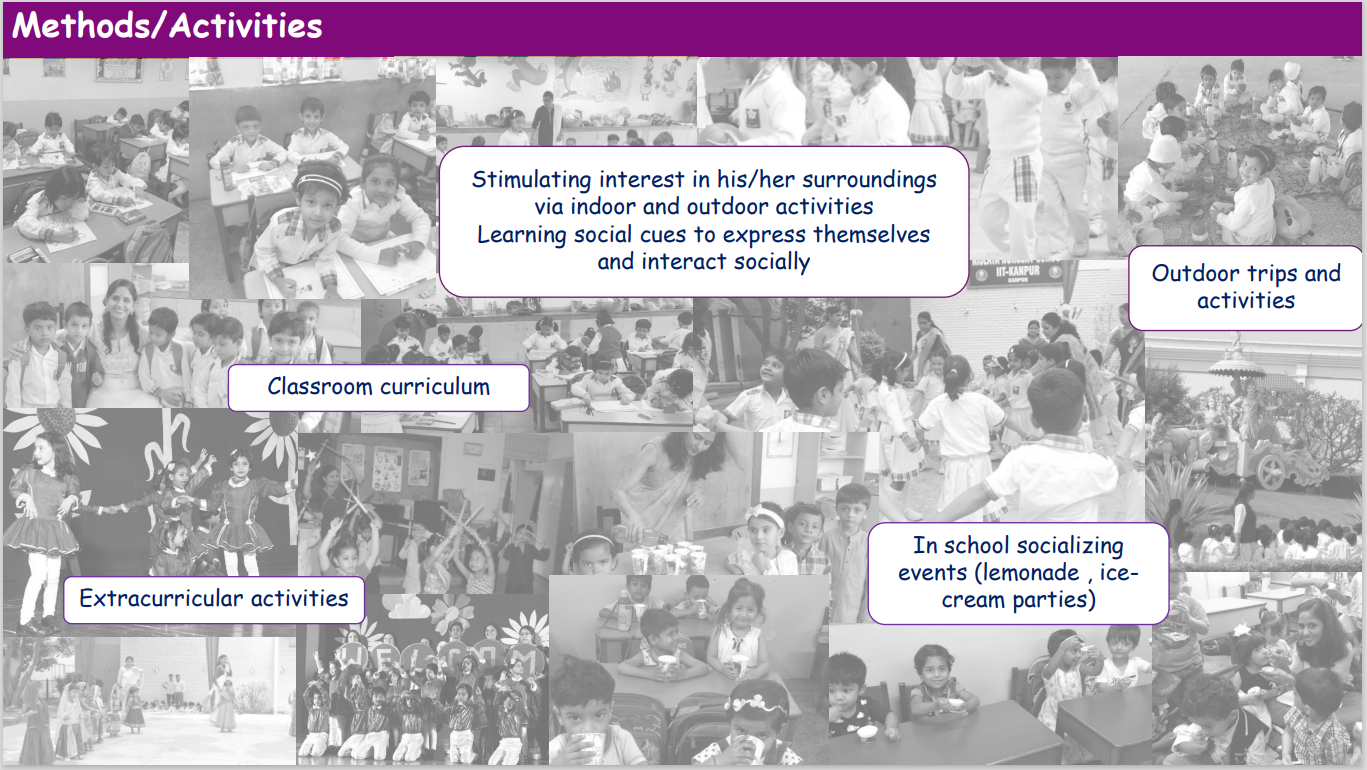 Methods/Activities
Stimulating interest in his/her surroundings
via indoor and outdoor activities
Learning social cues to express themselves
and interact socially
IIT-KANPUR
KANPUR
Outdoor trips and
activities
Classroom curriculum
In school socializing
events (lemonade , ice-
cream parties)
Extracurricular activities